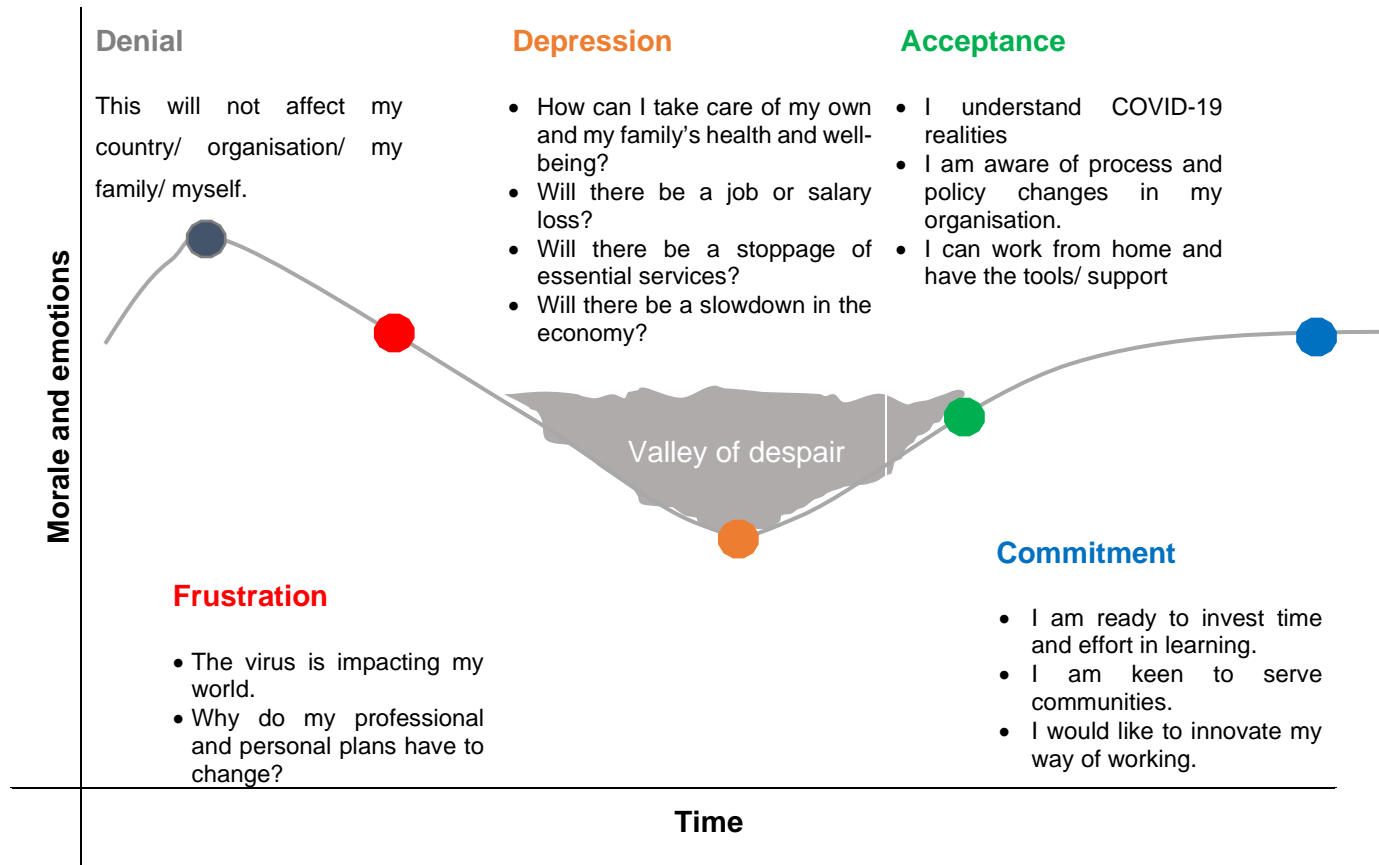 Denial
This will not affect my
country/ organisation/ my
family/ myself.
Depression
• How can I take care of my own
and my family's health and well-
being?
• Will there be a job or salary
loss?
• Will there be a stoppage of
essential services?
• Will there be a slowdown in the
economy?
Acceptance
• I understand COVID-19
realities
• I am aware of process and
policy changes in my
organisation.
• I can work from home and
have the tools/ support
Morale and emotions
Valley of despair
Frustration
• The virus is impacting my
world.
• Why do my professional
and personal plans have to
change?
Commitment
• I am ready to invest time
and effort in learning.
• I am keen to serve
communities.
• I would like to innovate my
way of working.
Time